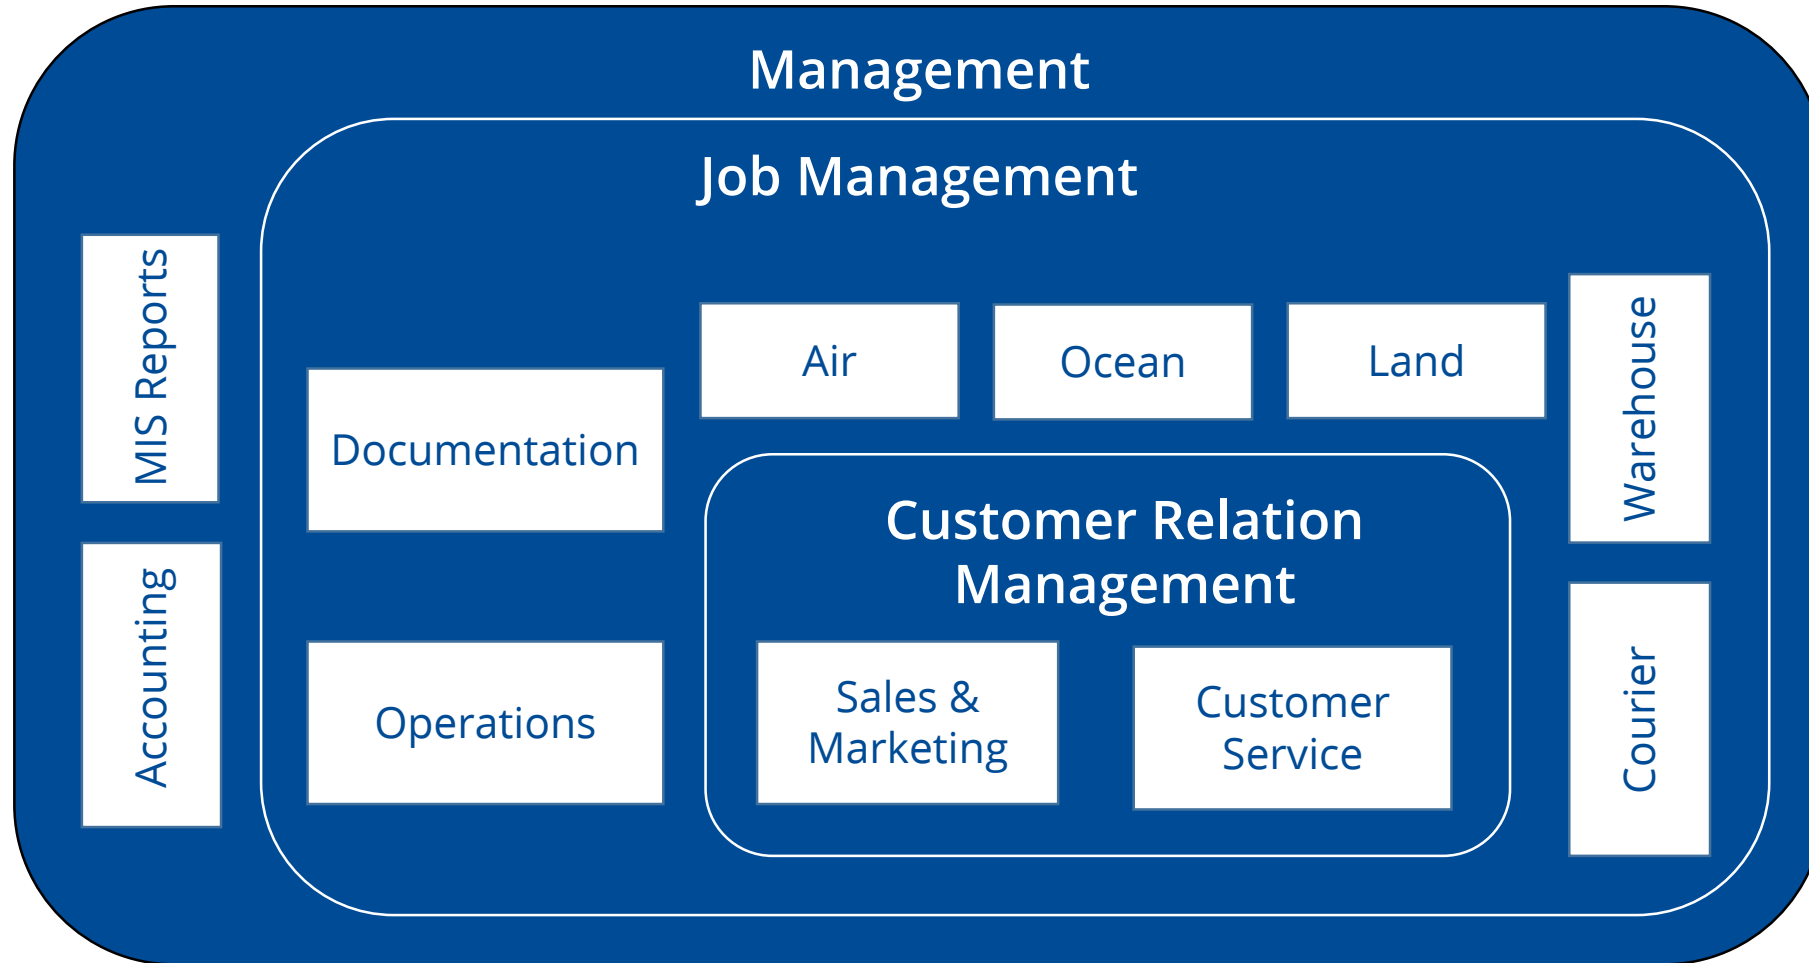 Management
Job Management
MIS Reports
Accounting
Documentation
Operations
Air
Ocean
Land
Customer Relation
Management
Sales &
Marketing
Customer
Service
Warehouse
Courier